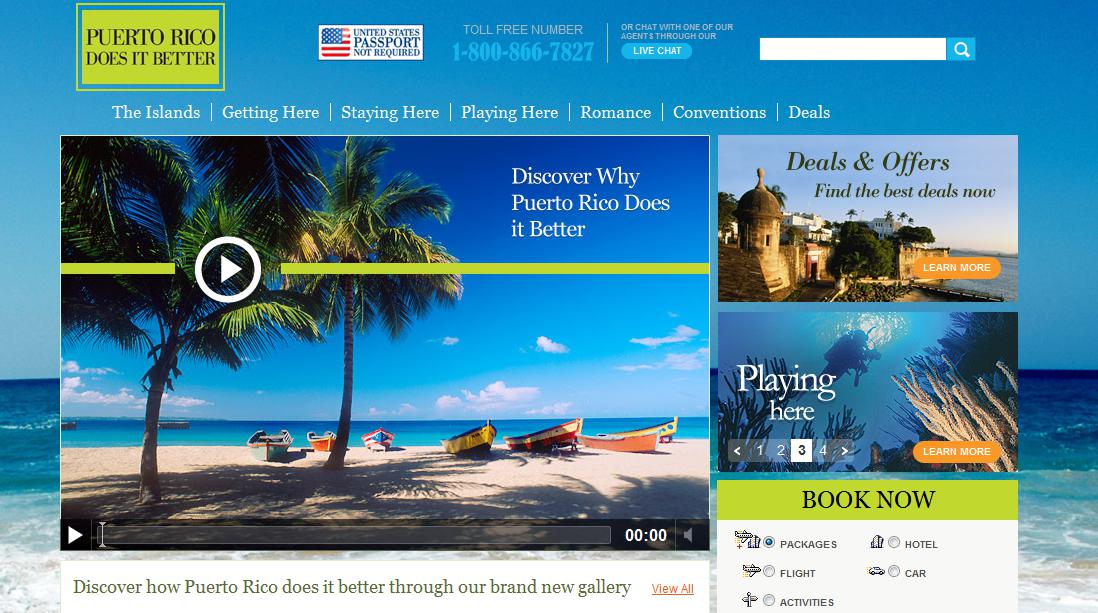 PUERTO RICO
DOES IT BETTER
UNITED STATES
PASSPORT
NOT REQUIRED
TOLL FREE NUMBER
1-800-866-7827
OR CHAT WITH ONE OF OUR
AGENTS THROUGH OUR
LIVE CHAT
The Islands
Getting Here
Staying Here
Playing Here
Romance
Conventions
Deals
Discover Why
Puerto Rico Does
it Better
00:00
Discover how Puerto Rico does it better through our brand new gallery
View All
Deals & Offers
Find the best deals now
LEARN MORE
Playing
here
< 1 2 3 4 >
LEARN MORE
BOOK NOW
PACKAGES
HOTEL
FLIGHT
CAR
ACTIVITIES